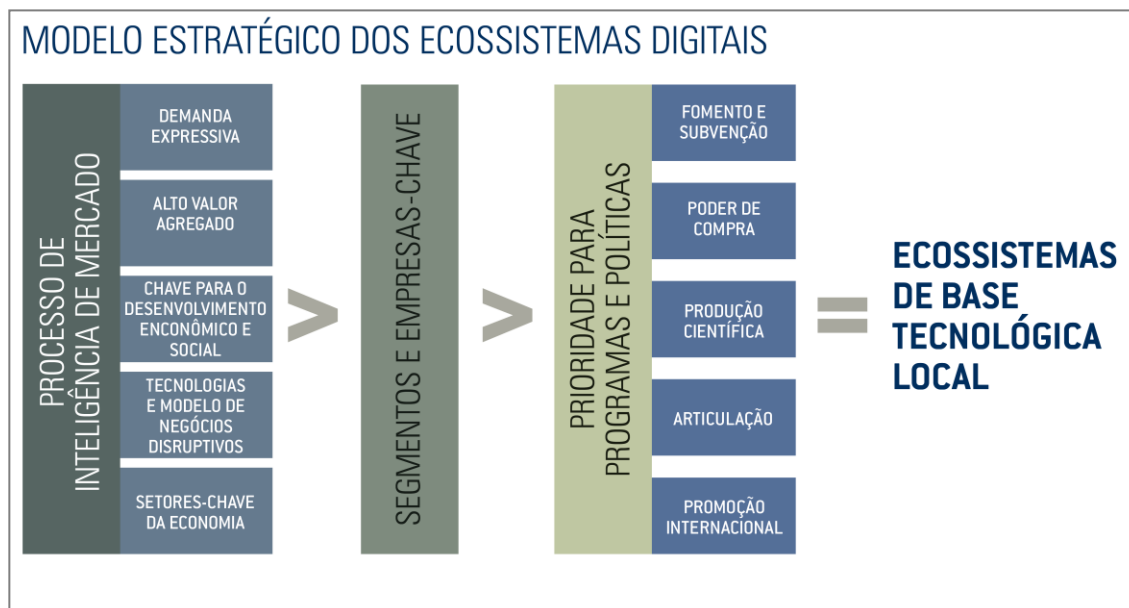 MODELO ESTRATÉGICO DOS ECOSSISTEMAS DIGITAIS
PROCESSO DE
INTELIGÊNCIA DE MERCADO
DEMANDA
EXPRESSIVA
ALTO VALOR
AGREGADO
CHAVE PARA O
DESENVOLVIMENTO
ENCONÔMICO E
SOCIAL
TECNOLOGIAS
E MODELO DE
NEGÓCIOS
DISRUPTIVOS
SETORES-CHAVE
DA ECONOMIA
>
SEGMENTOS E EMPRESAS-CHAVE
>
PRIORIDADE PARA
PROGRAMAS E POLÍTICAS
FOMENTO E
SUBVENÇÃO
PODER DE
COMPRA
PRODUÇÃO
CIENTÍFICA
ARTICULAÇÃO
PROMOÇÃO
INTERNACIONAL
=
ECOSSISTEMAS
DE BASE
TECNOLÓGICA
LOCAL